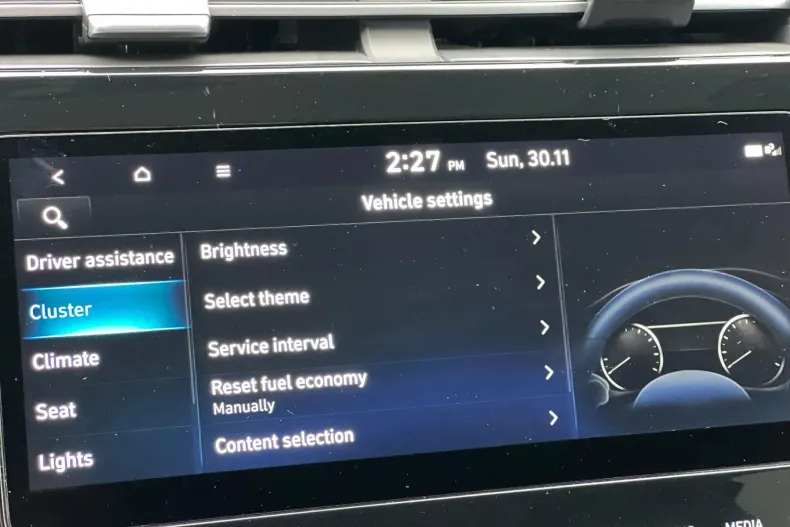 2:27 PM Sun, 30.11
Vehicle settings
Driver assistance
Cluster
Climate
Seat
Lights
Brightness
Select theme
Service interval
Reset fuel economy
Manually
Content selection
MEDIA